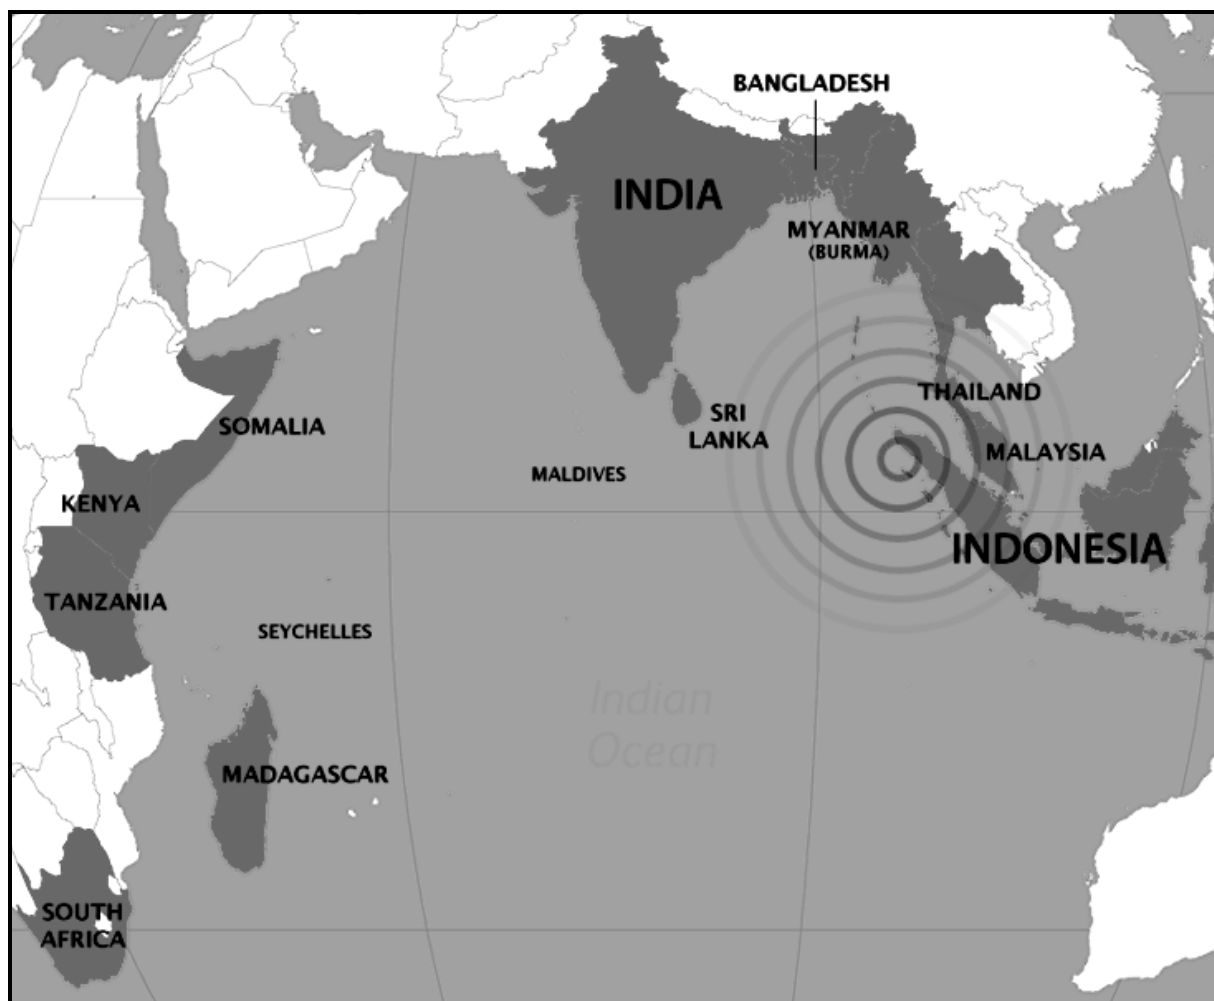 BANGLADESH
INDIA
MYANMAR
(BURMA)
THAILAND
SRI
LANKA
SOMALIA
MALAYSIA
MALDIVES
KENYA
INDONESIA
TANZANIA
SEYCHELLES
Indian
Ocean
MADAGASCAR
SOUTH
AFRICA